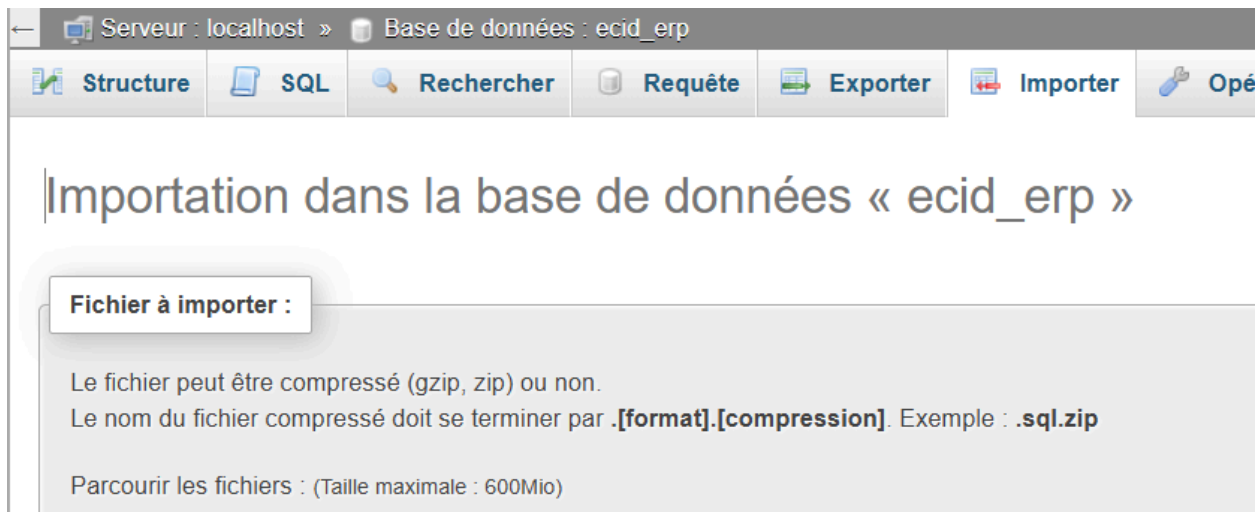 ← Serveur : localhost » Base de données : ecid_erp
Structure SQL Rechercher Requête Exporter Importer Opé
Importation dans la base de données « ecid_erp »
Fichier à importer :
Le fichier peut être compressé (gzip, zip) ou non.
Le nom du fichier compressé doit se terminer par .[format].[compression]. Exemple : .sql.zip
Parcourir les fichiers : (Taille maximale : 600Mio)